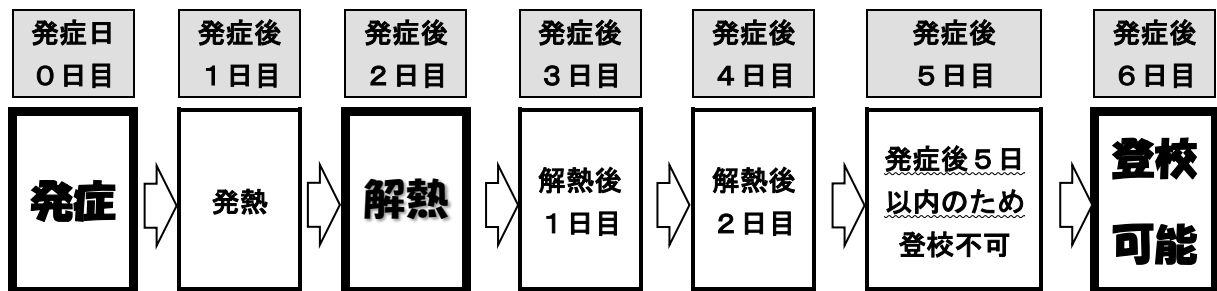 発症日
０日目
発症後
１日目
発症後
２日目
発症後
３日目
発症後
４日目
発症後
５日目
発症後
６日目
発症
発熱
解熱
解熱後
１日目
解熱後
２日目
発症後５日
以内のため
登校不可
登校
可能